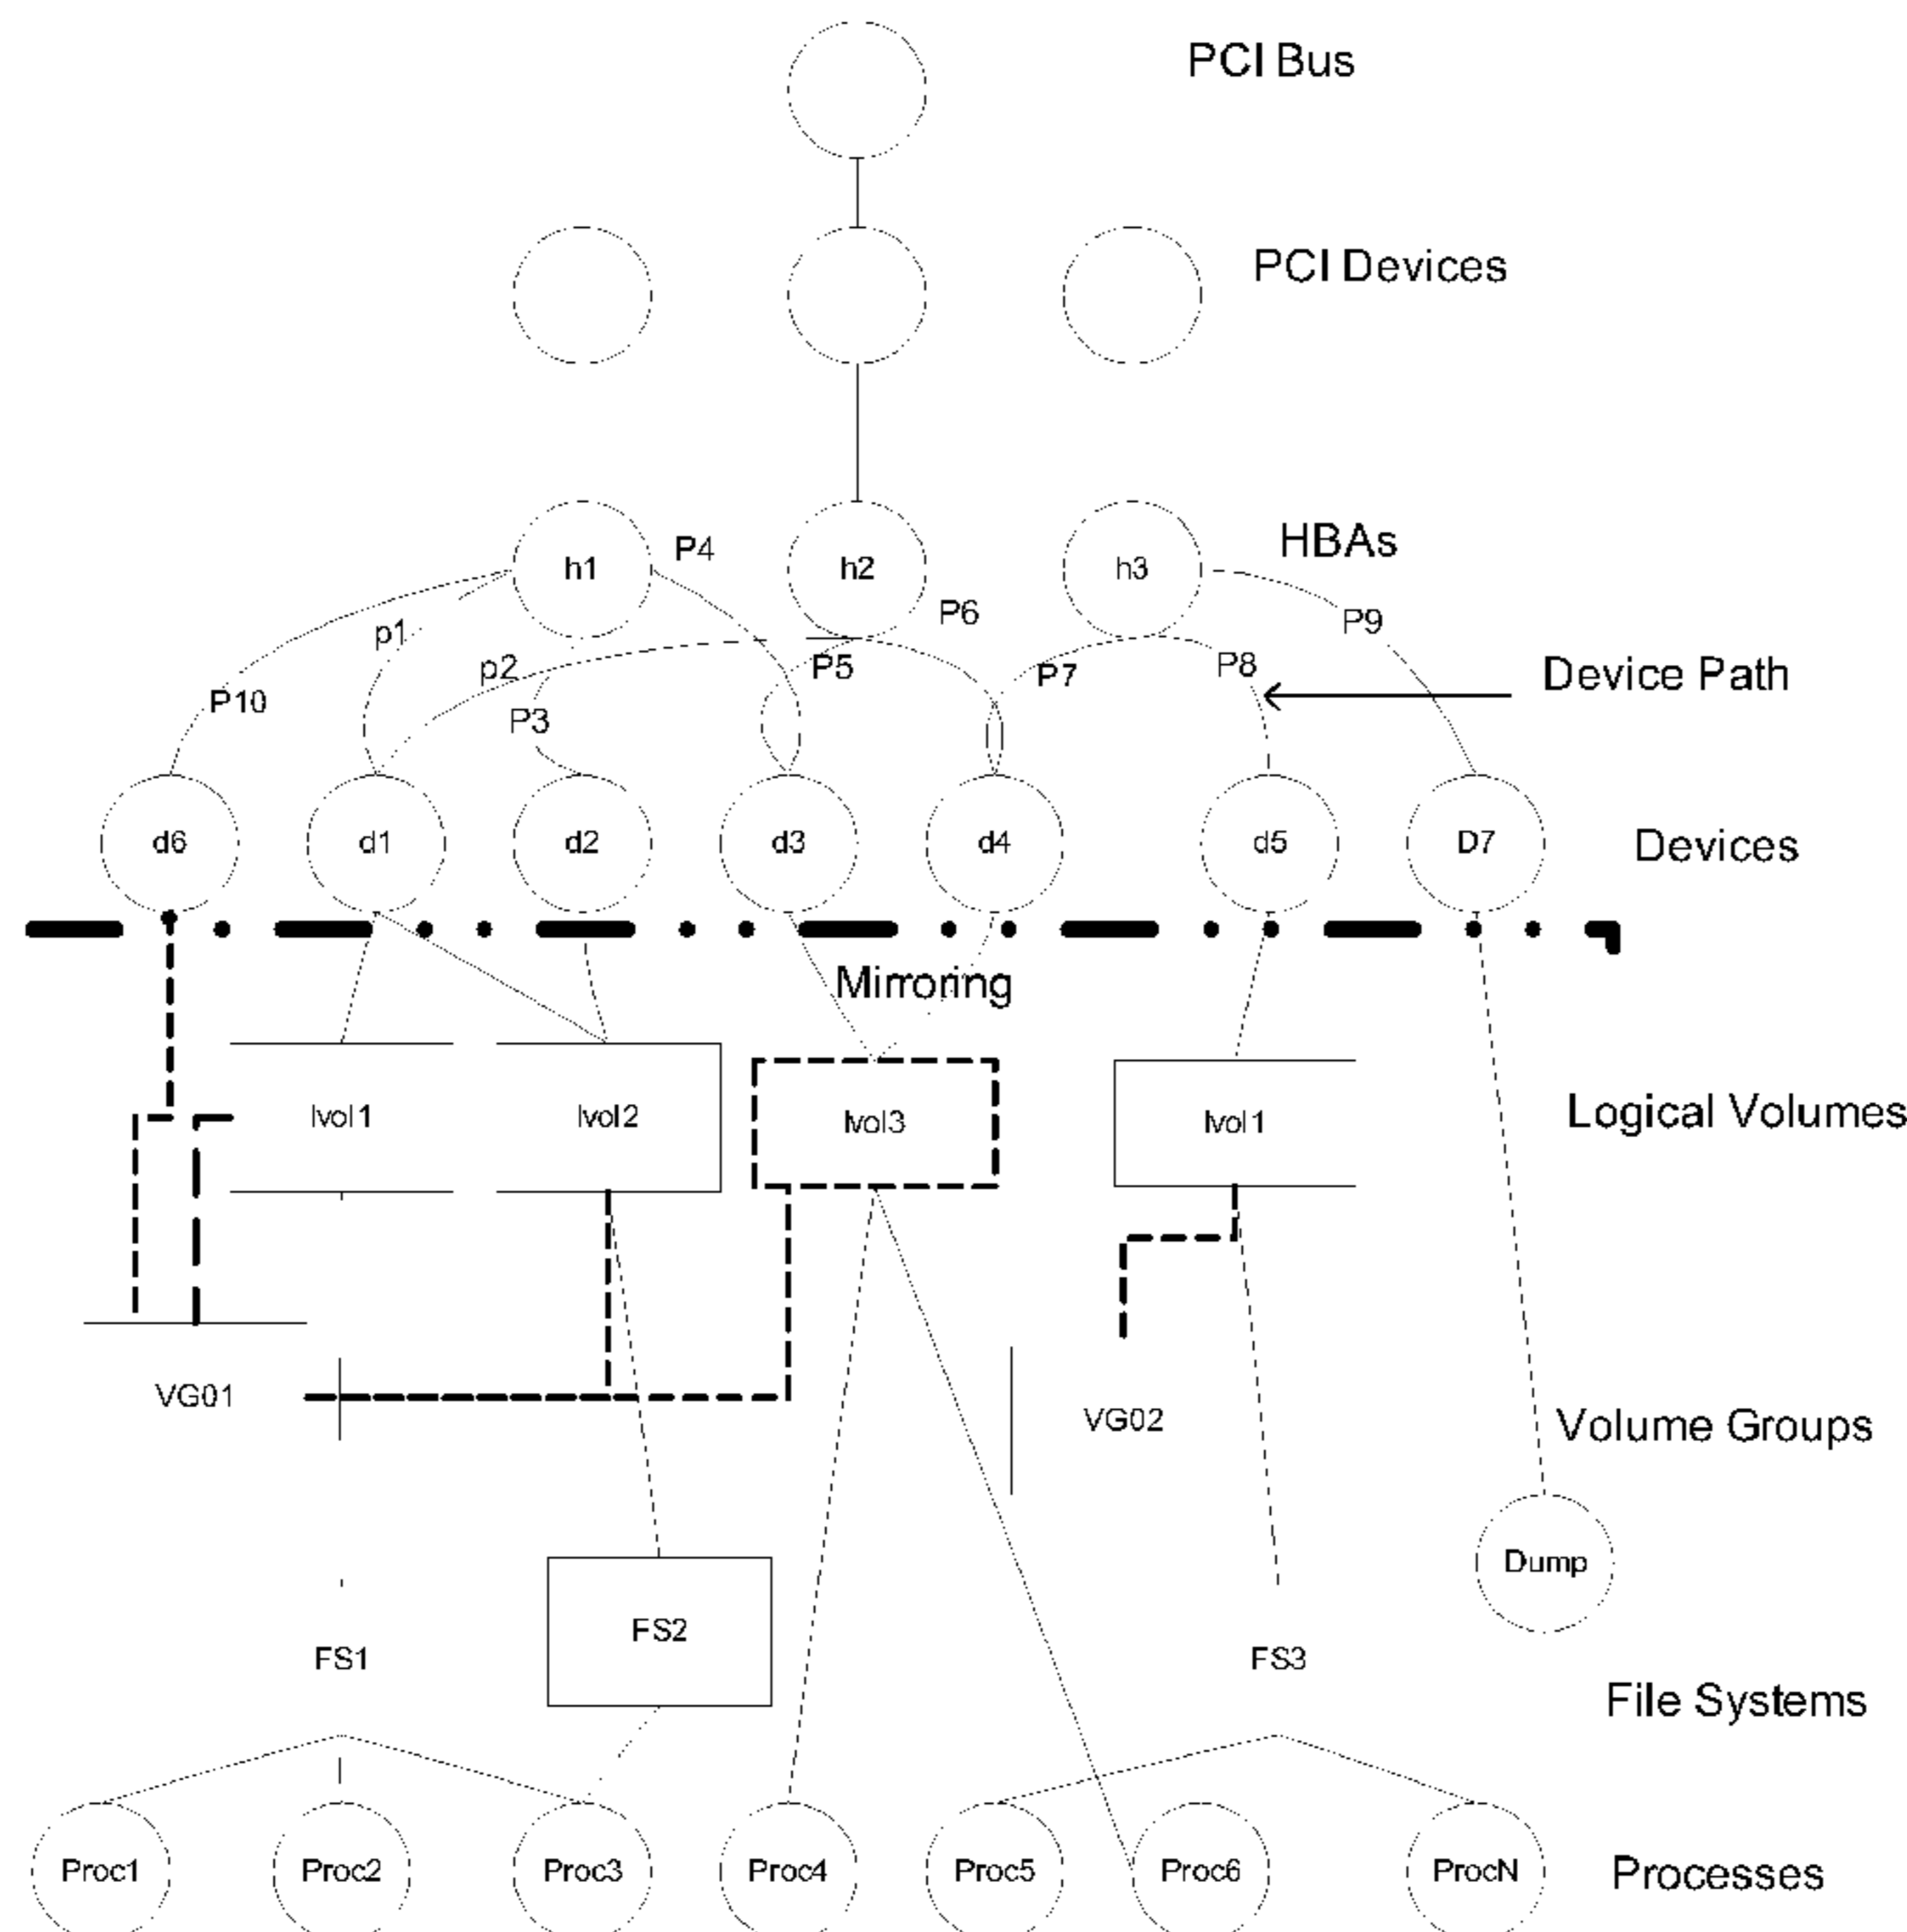 PCI Bus
PCI Devices
HBAs
h1
P4
h2
h3
P6
P9
p1
p2
P5
P7
P8
Device Path
P10
P3
d6
d1
d2
d3
d4
d5
D7
Devices
Mirroring
lvol1
lvol2
lvol3
lvol1
Logical Volumes
VG01
VG02
Volume Groups
Dump
FS1
FS2
FS3
File Systems
Proc1
Proc2
Proc3
Proc4
Proc5
Proc6
ProcN
Processes